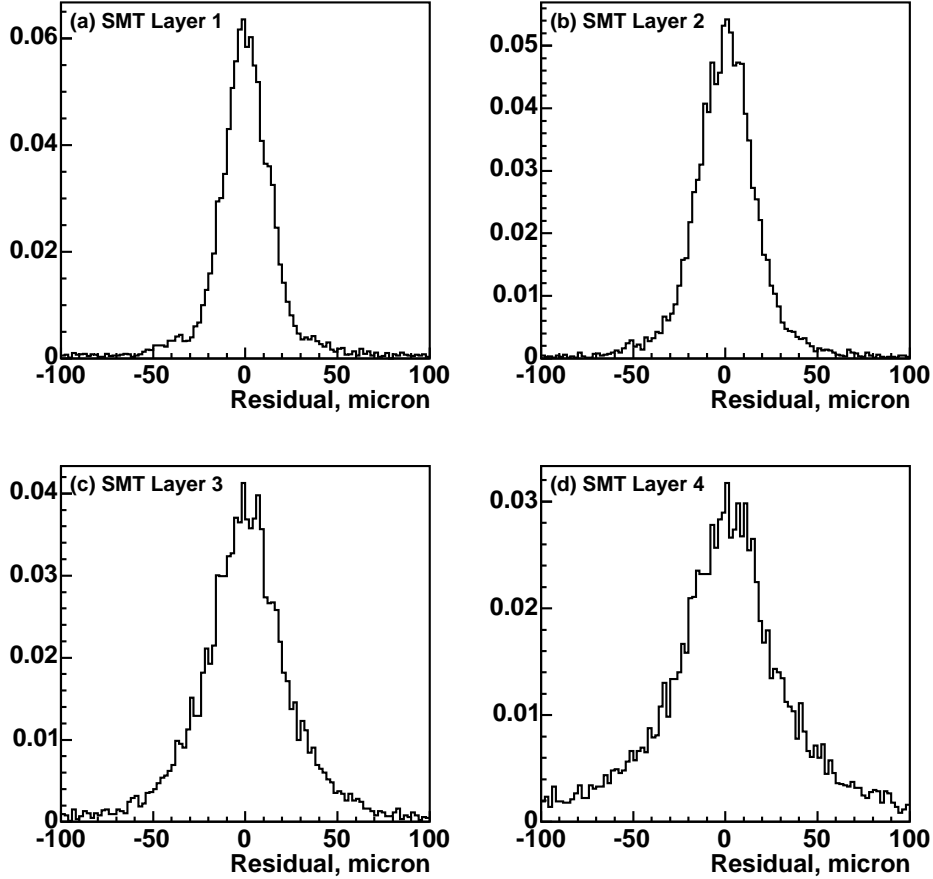 (a) SMT Layer 1
0.06
0.04
0.02
0
-100 -50 0 50 100
Residual, micron
(b) SMT Layer 2
0.05
0.04
0.03
0.02
0.01
0
-100 -50 0 50 100
Residual, micron
(c) SMT Layer 3
0.04
0.03
0.02
0.01
0
-100 -50 0 50 100
Residual, micron
(d) SMT Layer 4
0.03
0.02
0.01
0
-100 -50 0 50 100
Residual, micron